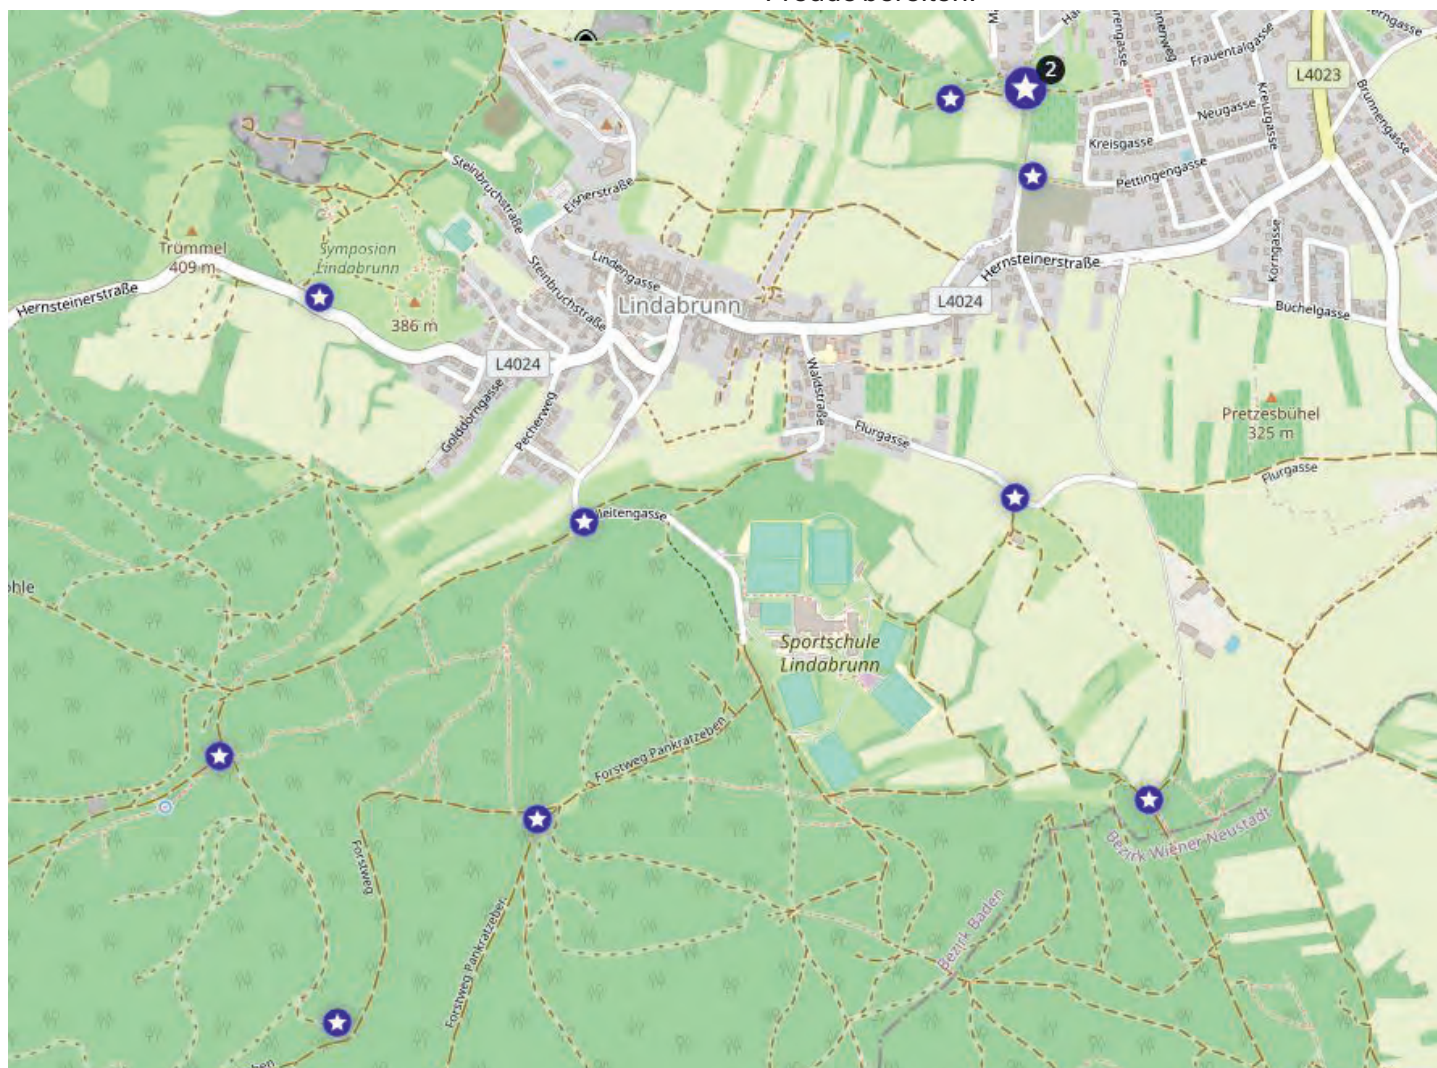 2
L4023
Frauentalgasse
Neugasse
Kreuzgasse
Brunnengasse
Kreisgasse
Pettingengasse
Steinbruchstraße
Eisnerstraße
Trummel
409 m
Symposion
Lindabrunn
Lindengasse
Hernsteinerstraße
Korngasse
Hernsteinerstraße
Steinbruchstraße
Lindabrunn
L4024
Büchelgasse
386 m
L4024
Waldstraße
Golddorngasse
Pecherweg
Flurgasse
Pretzesbühel
325 m
Flurgasse
Leitengasse
Sportschule
Lindabrunn
Forstweg Pankratzeben
Bezirk Wiener Neustadt
Forstweg
Bezirk Baden
Forstweg Pankratzeben